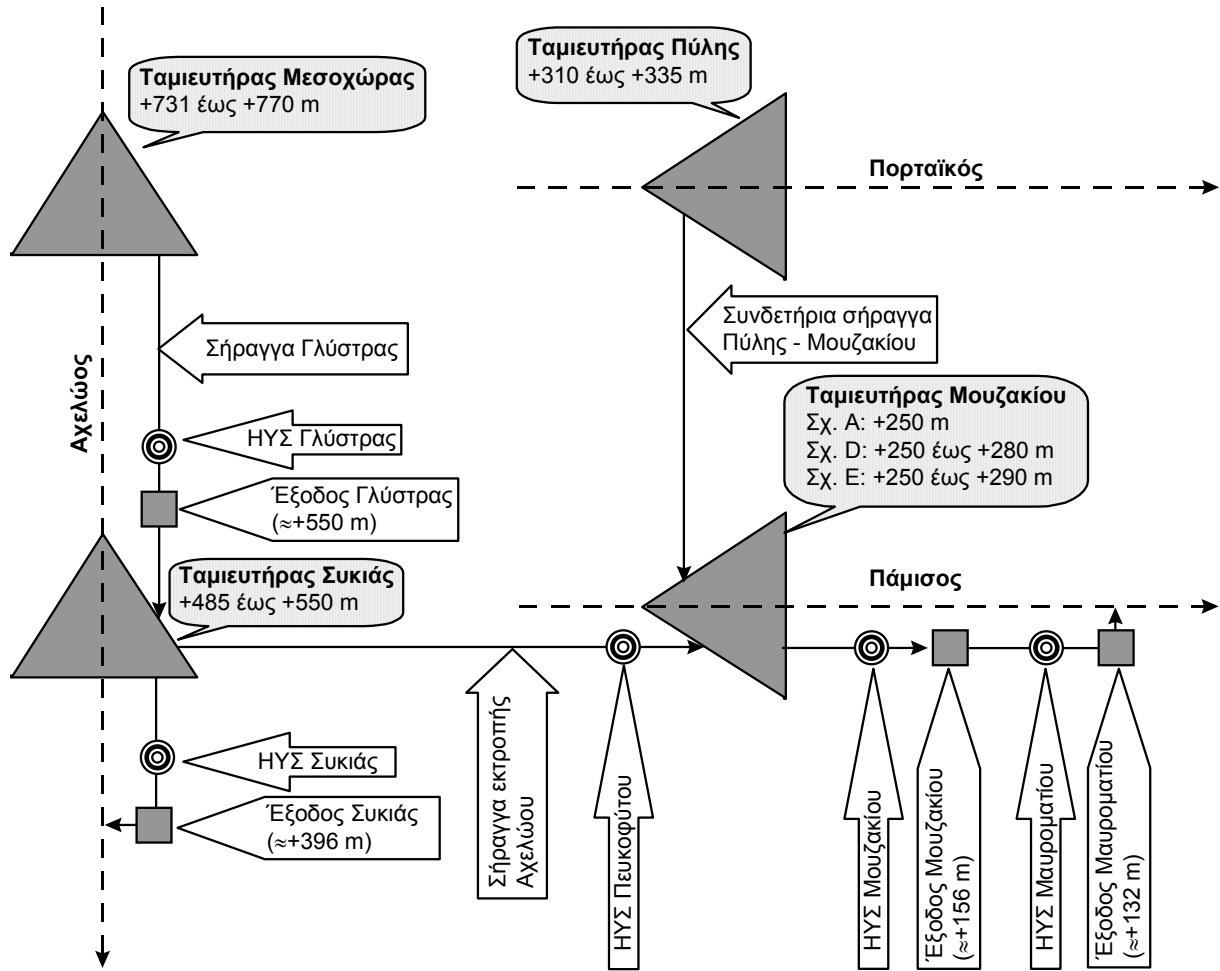 Ταμιευτήρας Μεσοχώρας
+731 έως +770 m
Ταμιευτήρας Πύλης
+310 έως +335 m
Πορταϊκός
Σήραγγα Γλύστρας
Συνδετήρια σήραγγα
Πύλης - Μουζακίου
Αχελώος
ΗΥΣ Γλύστρας
Ταμιευτήρας Μουζακίου
Σχ. A: +250 m
Σχ. D: +250 έως +280 m
Σχ. E: +250 έως +290 m
Έξοδος Γλύστρας
(≈+550 m)
Ταμιευτήρας Συκιάς
+485 έως +550 m
Πάμισος
ΗΥΣ Συκιάς
Έξοδος Συκιάς
(≈+396 m)
Σήραγγα εκτροπής
Αχελώου
ΗΥΣ Πευκοφύτου
ΗΥΣ Μουζακίου
Έξοδος Μουζακίου
(≈+156 m)
ΗΥΣ Μαυροματίου
Έξοδος Μαυροματίου
(≈+132 m)